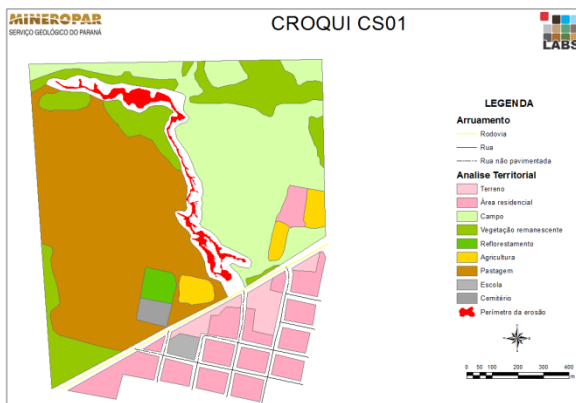 MINEROPAR
SERVIÇO GEOLÓGICO DO PARANÁ
CROQUI CS01
LABS
LEGENDA
Arruamento
Rodovia
Rua
Rua não pavimentada
Analise Territorial
Terreno
Área residencial
Campo
Vegetação remanescente
Reflorestamento
Agricultura
Pastagem
Escola
Cemitério
Perímetro da erosão
0 50 100 200 300 400
m